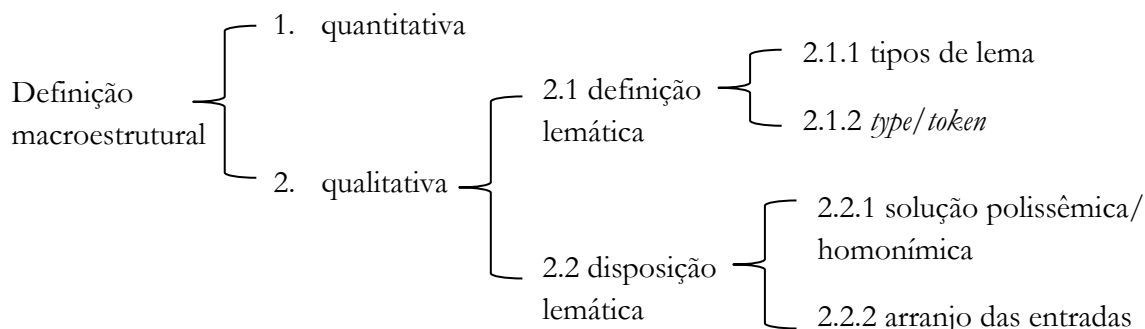 Definição
macroestrutural
1. quantitativa
2. qualitativa
2.1 definição
lemática
2.1.1 tipos de lema
2.1.2 type/token
2.2 disposição
lemática
2.2.1 solução polissêmica/
homonímica
2.2.2 arranjo das entradas